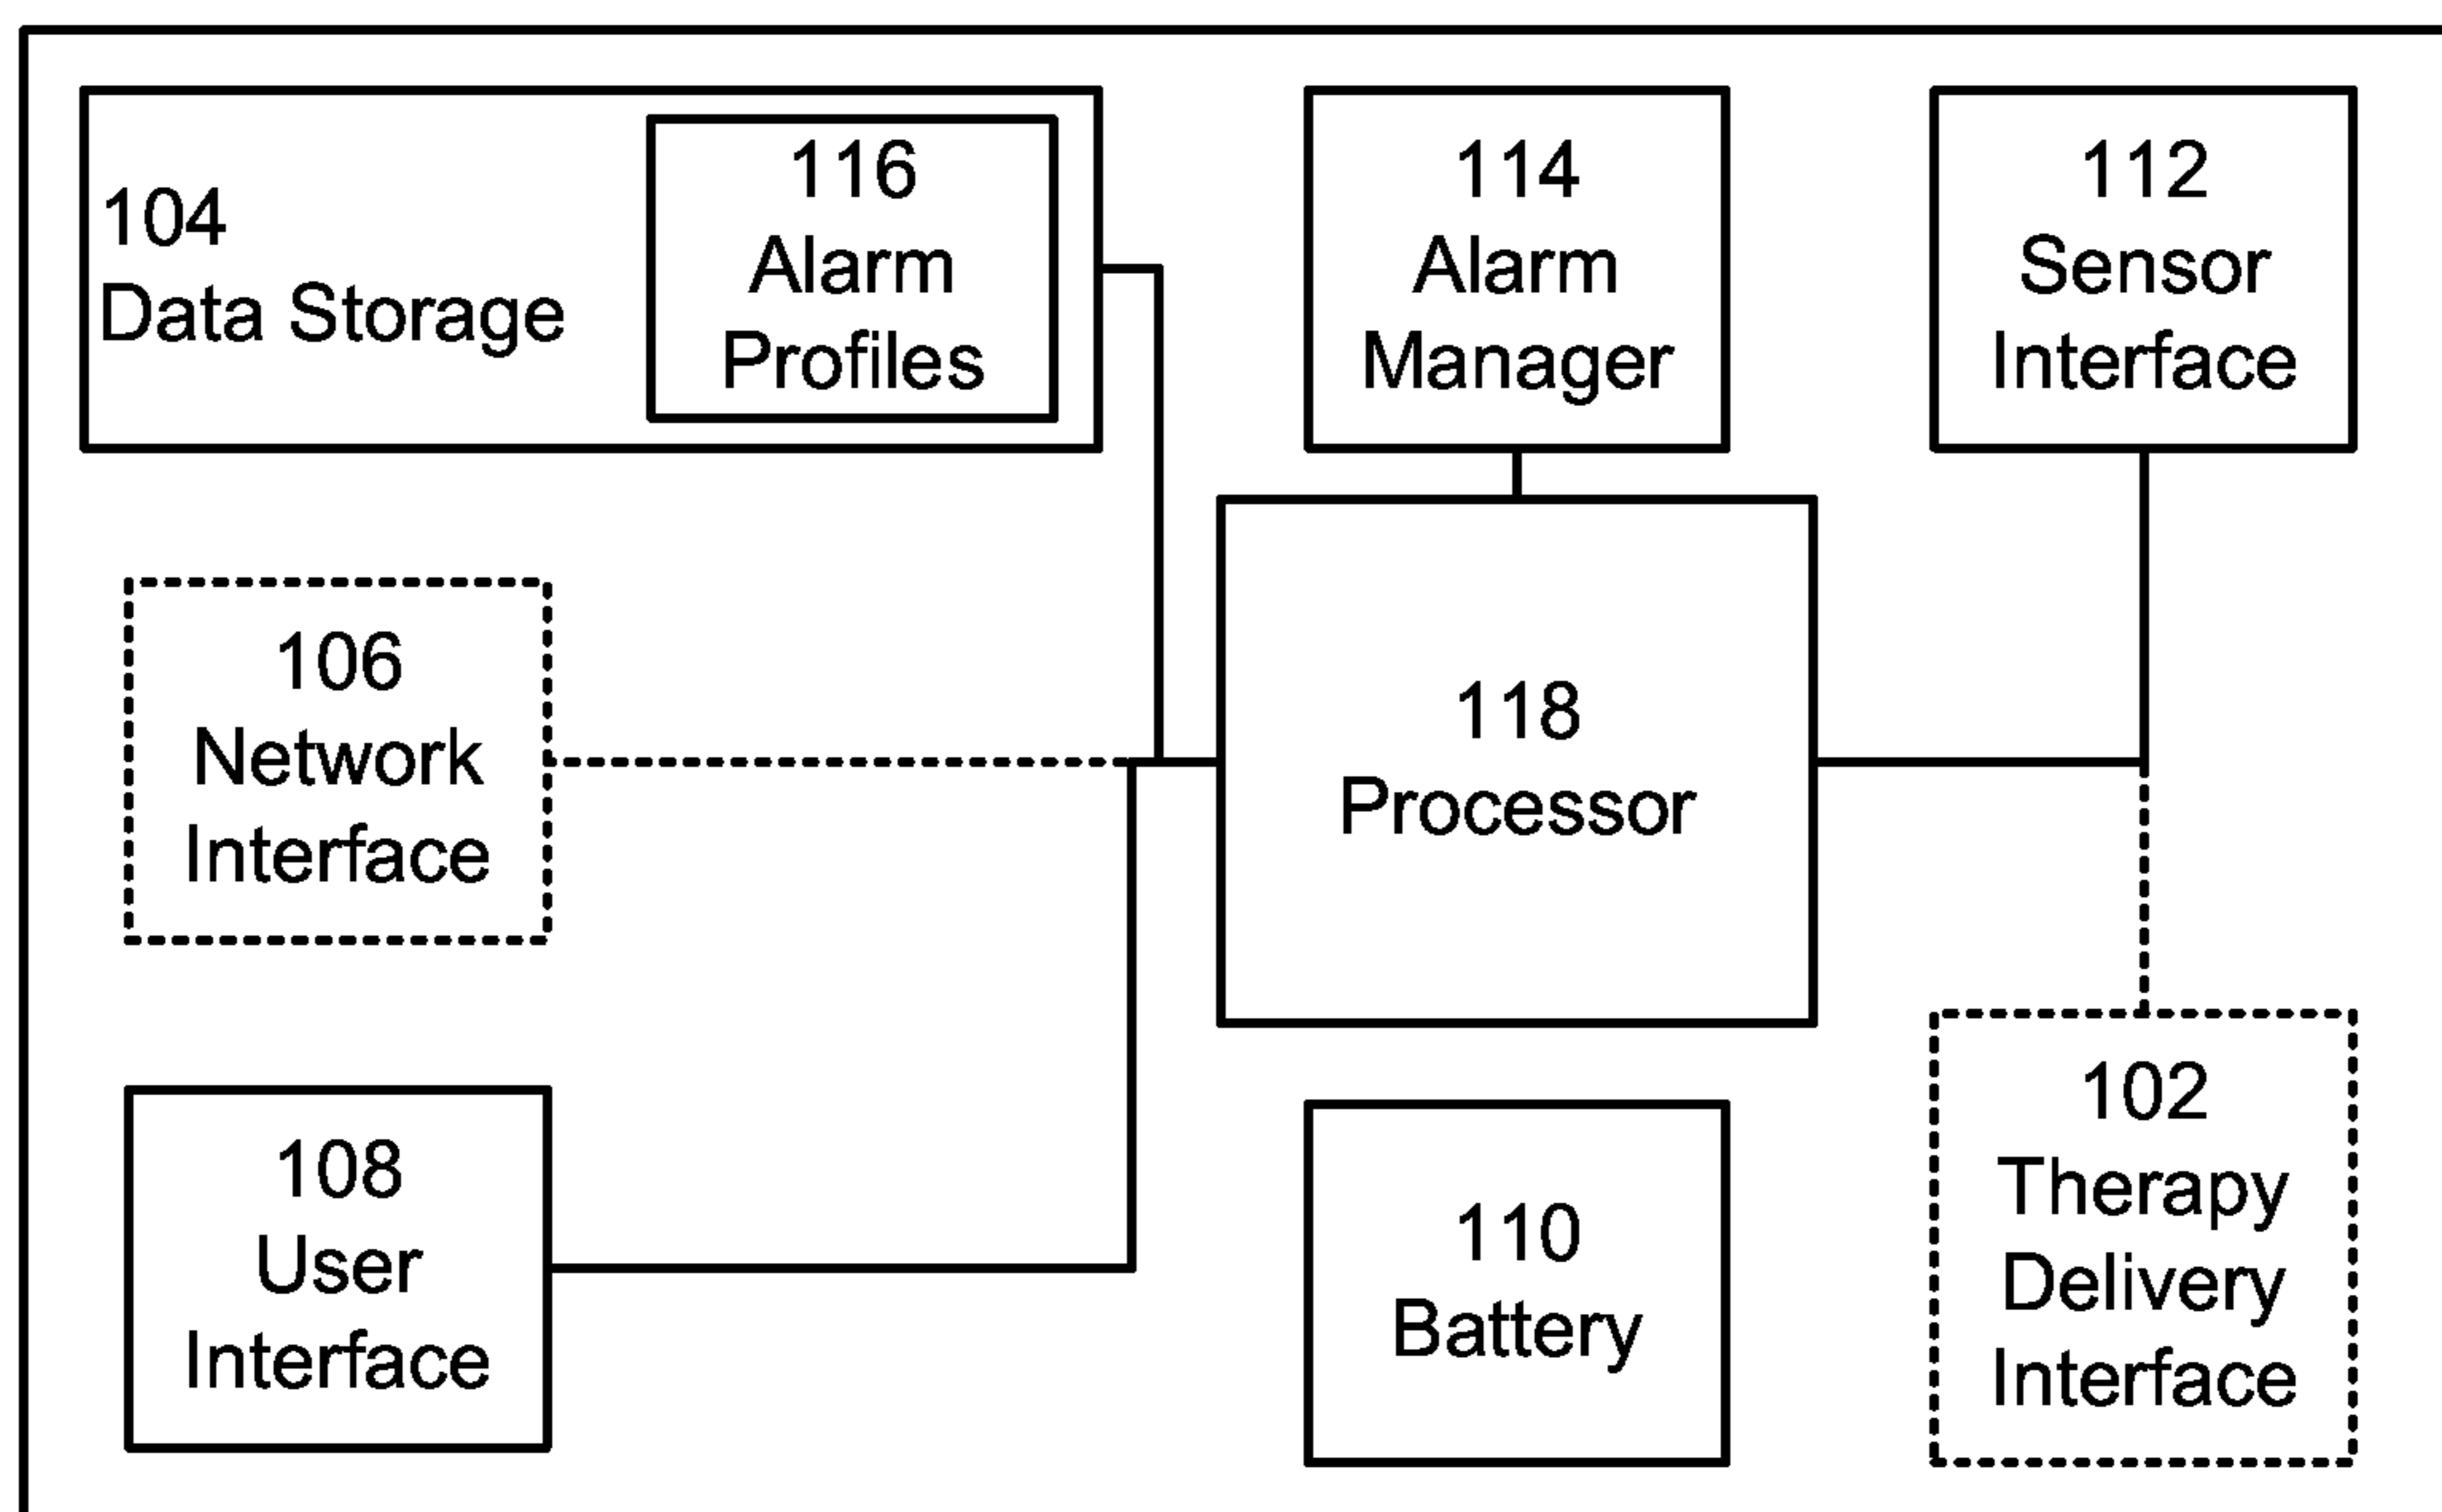 104
Data Storage
116
Alarm
Profiles
114
Alarm
Manager
112
Sensor
Interface
106
Network
Interface
118
Processor
108
User
Interface
110
Battery
102
Therapy
Delivery
Interface